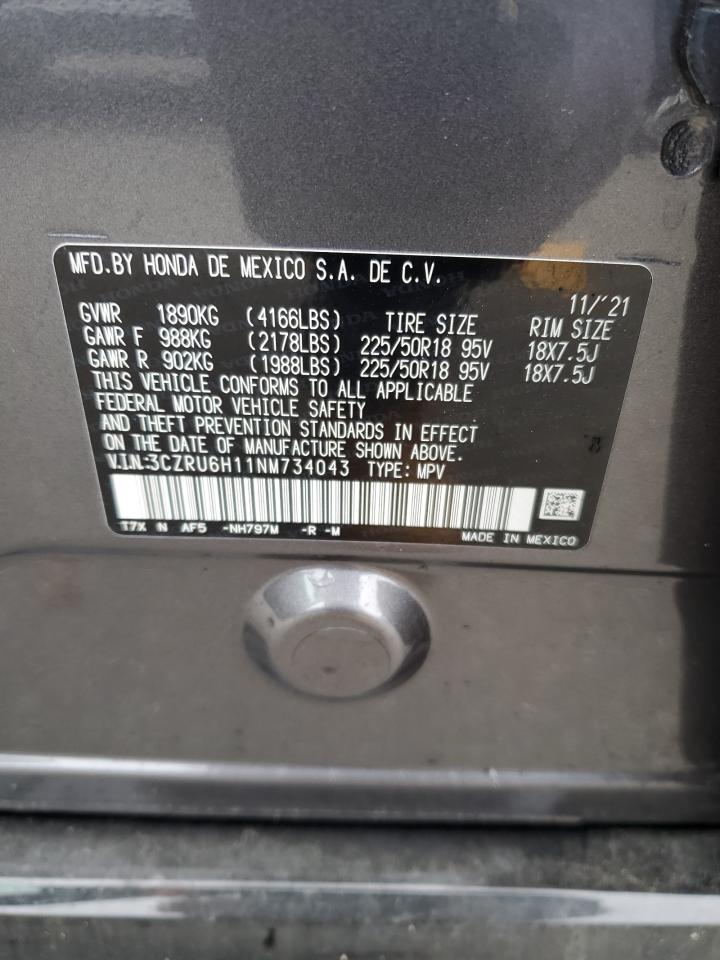 MFD.BY HONDA DE MEXICO S.A. DE C.V.
11/'21
GVWR 1890KG (4166LBS) TIRE SIZE RIM SIZE
GAWR F 988KG (2178LBS) 225/50R18 95V 18X7.5J
GAWR R 902KG (1988LBS) 225/50R18 95V 18X7.5J
THIS VEHICLE CONFORMS TO ALL APPLICABLE
FEDERAL MOTOR VEHICLE SAFETY
AND THEFT PREVENTION STANDARDS IN EFFECT
ON THE DATE OF MANUFACTURE SHOWN ABOVE.
V.I.N:3CZRU6H11NM734043 TYPE: MPV
T7X N AF5 -NH797M -R -M
MADE IN MEXICO